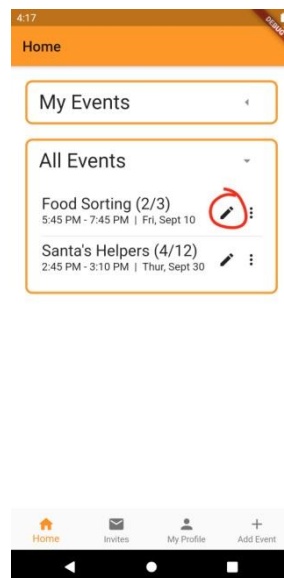 4:17
DEBUG
Home
My Events
All Events
Food Sorting (2/3)
5:45 PM - 7:45 PM | Fri, Sept 10
Santa's Helpers (4/12)
2:45 PM - 3:10 PM | Thur, Sept 30
Home Invites My Profile Add Event